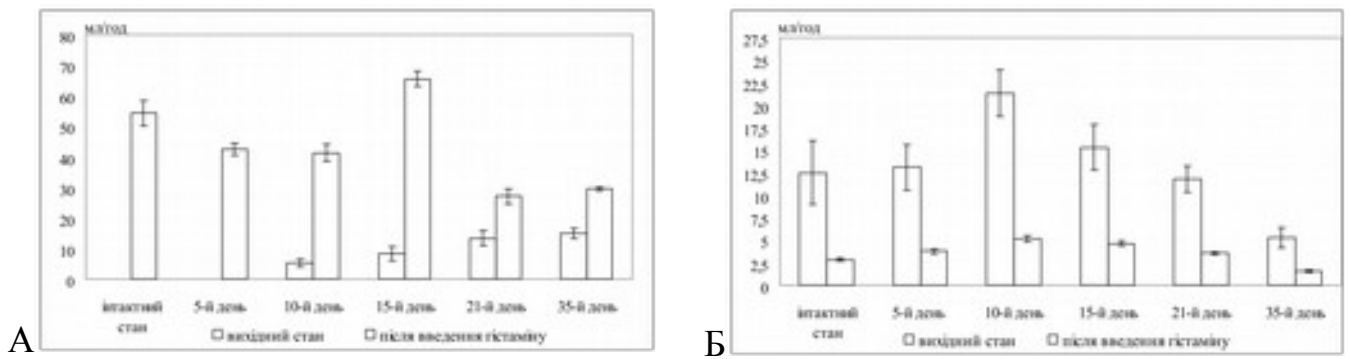 мл/год
80
70
60
50
40
30
20
10
0
інтактний стан
5-й день
10-й день
15-й день
21-й день
35-й день
вихідний стан
після введення гістаміну
А
мл/год
27,5
25
22,5
20
17,5
15
12,5
10
7,5
5
2,5
0
інтактний стан
5-й день
10-й день
15-й день
21-й день
35-й день
вихідний стан
після введення гістаміну
Б